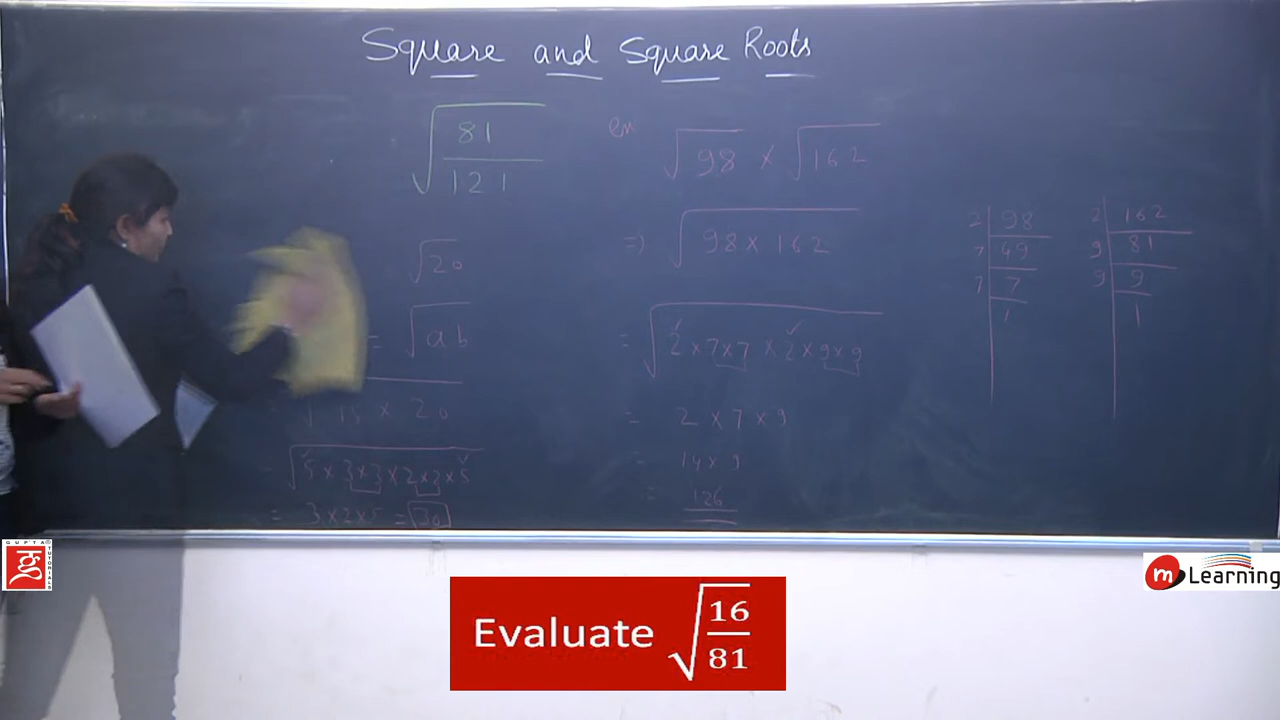 Square and Square Roots
√81/121
√20
= √ab
√15 × 20
= √5 × 3 × 3 × 2 × 2 × 5
= 3 × 2 × 5 = 30
√98 × √162
⇒ √98 × 162
= √2 × 7 × 7 × 2 × 9 × 9
= 2 × 7 × 9
= 14 × 9
= 126
2 | 98
7 | 49
7 | 7
1
2 | 162
9 | 81
9 | 9
1
GUPTA TUTORIALS
m Learning
Evaluate √16/81